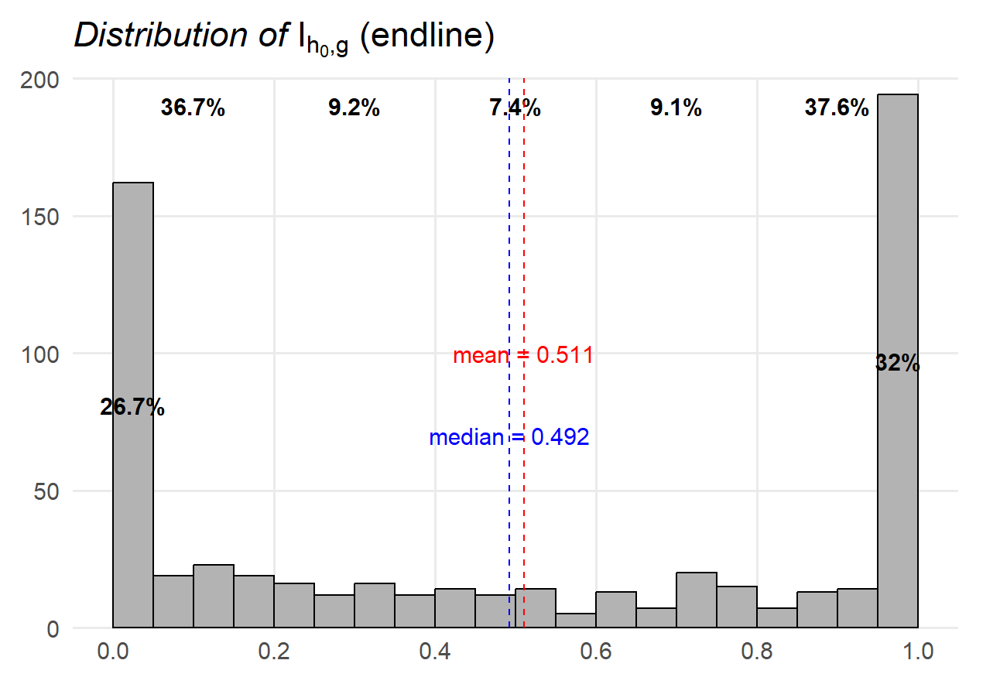 Distribution of I_{h_0,g} (endline)
200
36.7% 9.2% 7.4% 9.1% 37.6%
150
100
mean = 0.511
32%
26.7%
median = 0.492
50
0
0.0 0.2 0.4 0.6 0.8 1.0